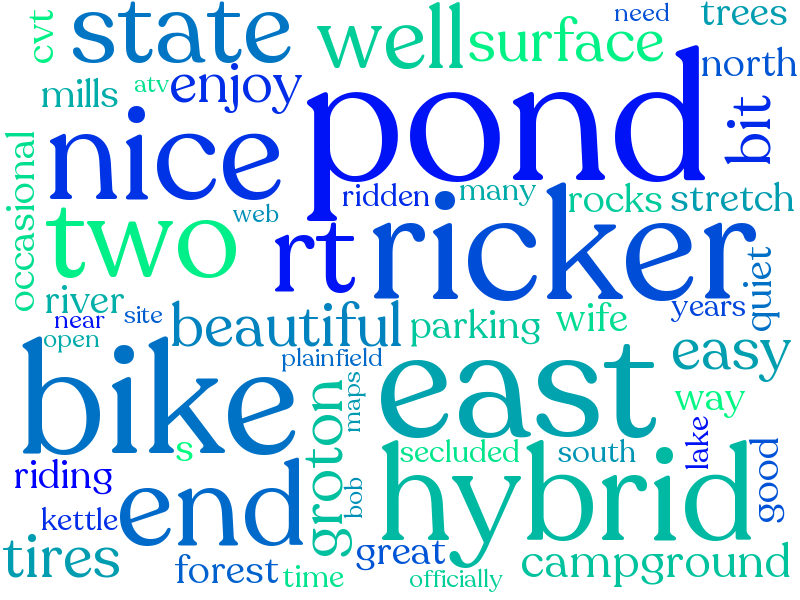 need
trees
cvt
state
well
surface
north
mills
atv
enjoy
pond
bit
nice
occasional
ridden
many
rocks
stretch
two
web
rt
ricker
quiet
river
near
site
open
beautiful
parking
wife
years
plainfield
easy
bike
east
maps
groton
way
s
secluded
south
lake
good
riding
end
hybrid
bob
kettle
tires
forest
time
great
officially
campground